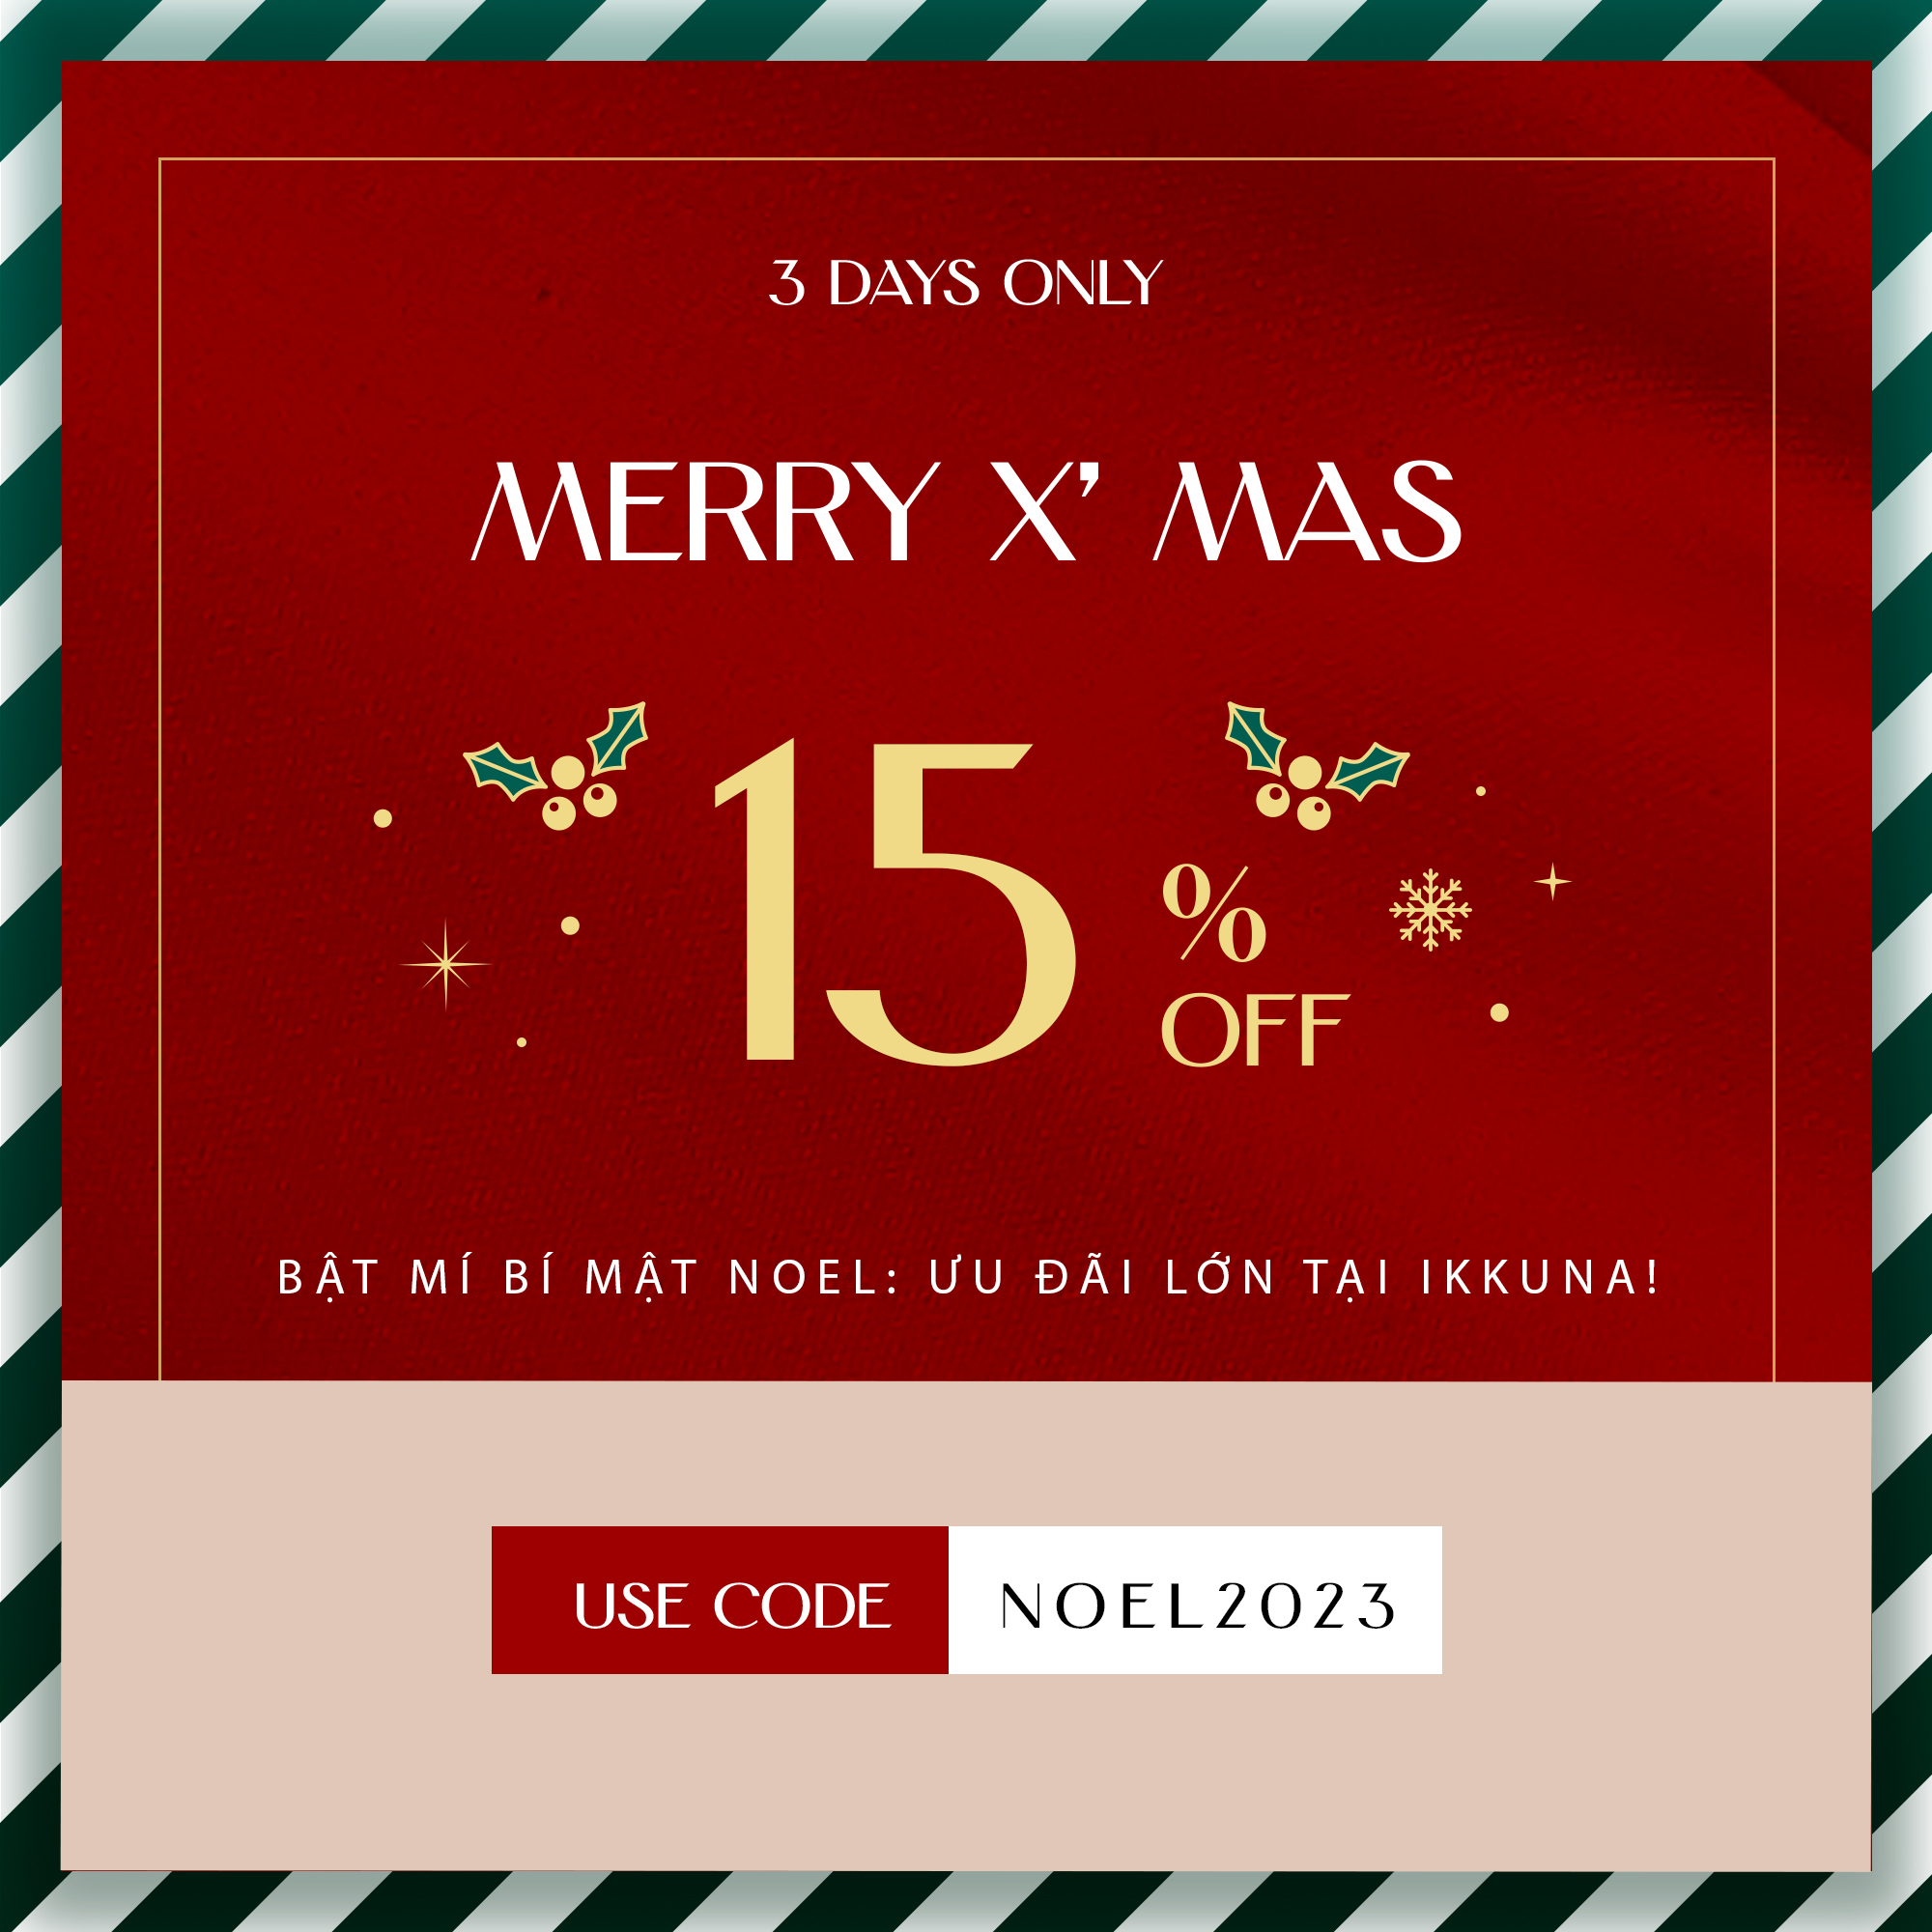 3 DAYS ONLY
MERRY X’ MAS
15 % OFF
BẬT MÍ BÍ MẬT NOEL: ƯU ĐÃI LỚN TẠI IKKUNA!
USE CODE NOEL2023